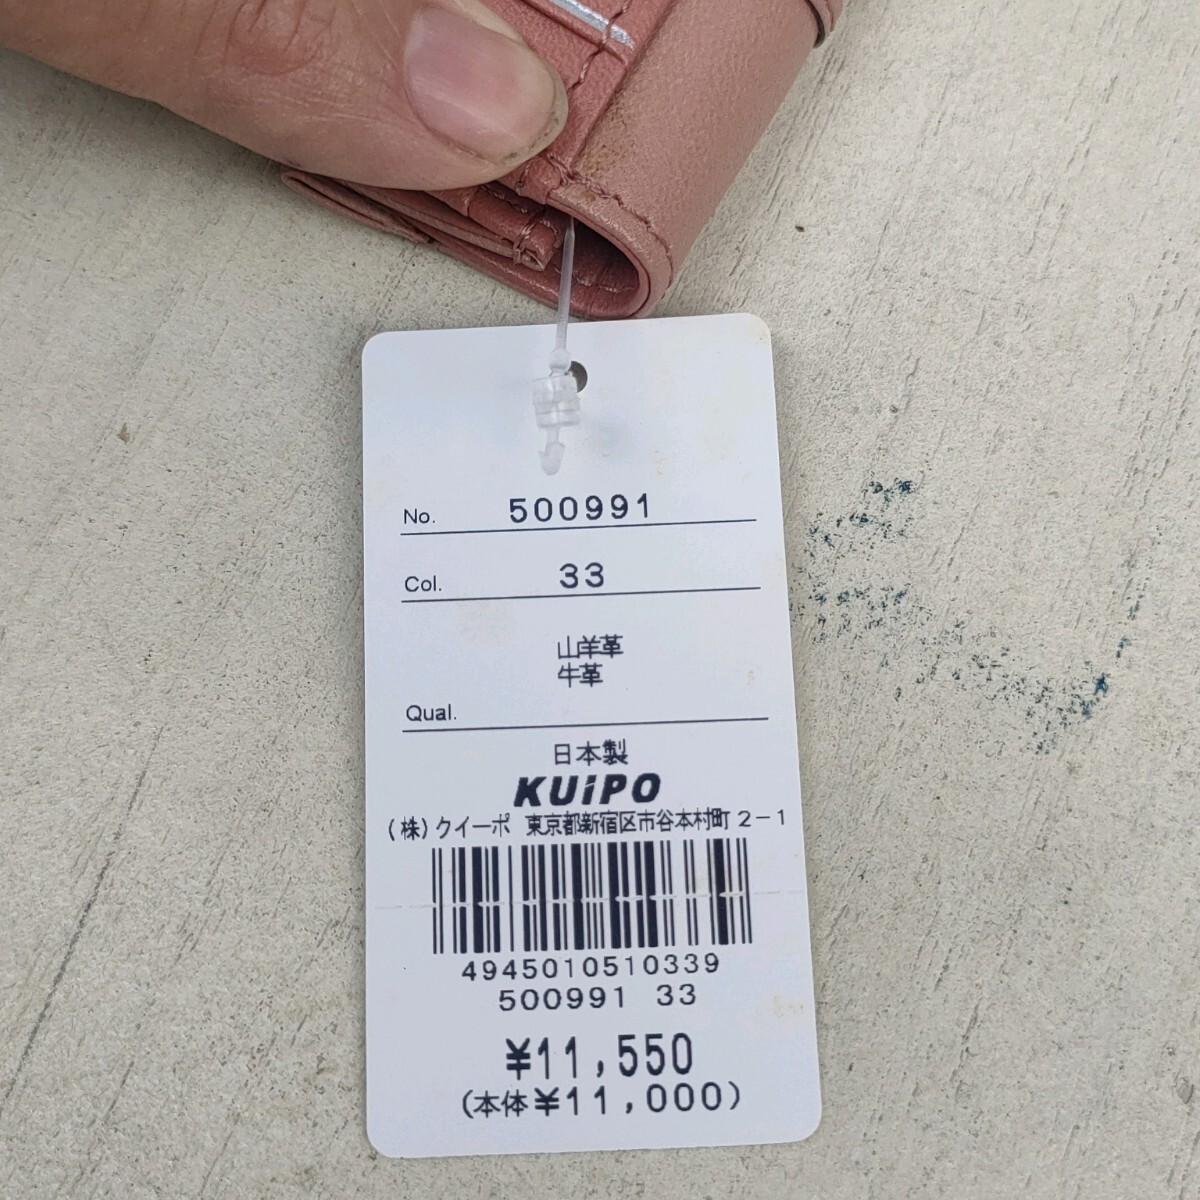 No. 500991
Col. 33
山羊革
牛革
Qual.
日本製
KUiPO
(株)クイーポ 東京都新宿区市谷本村町2-1
4945010510339
500991 33
¥11,550
(本体¥11,000)